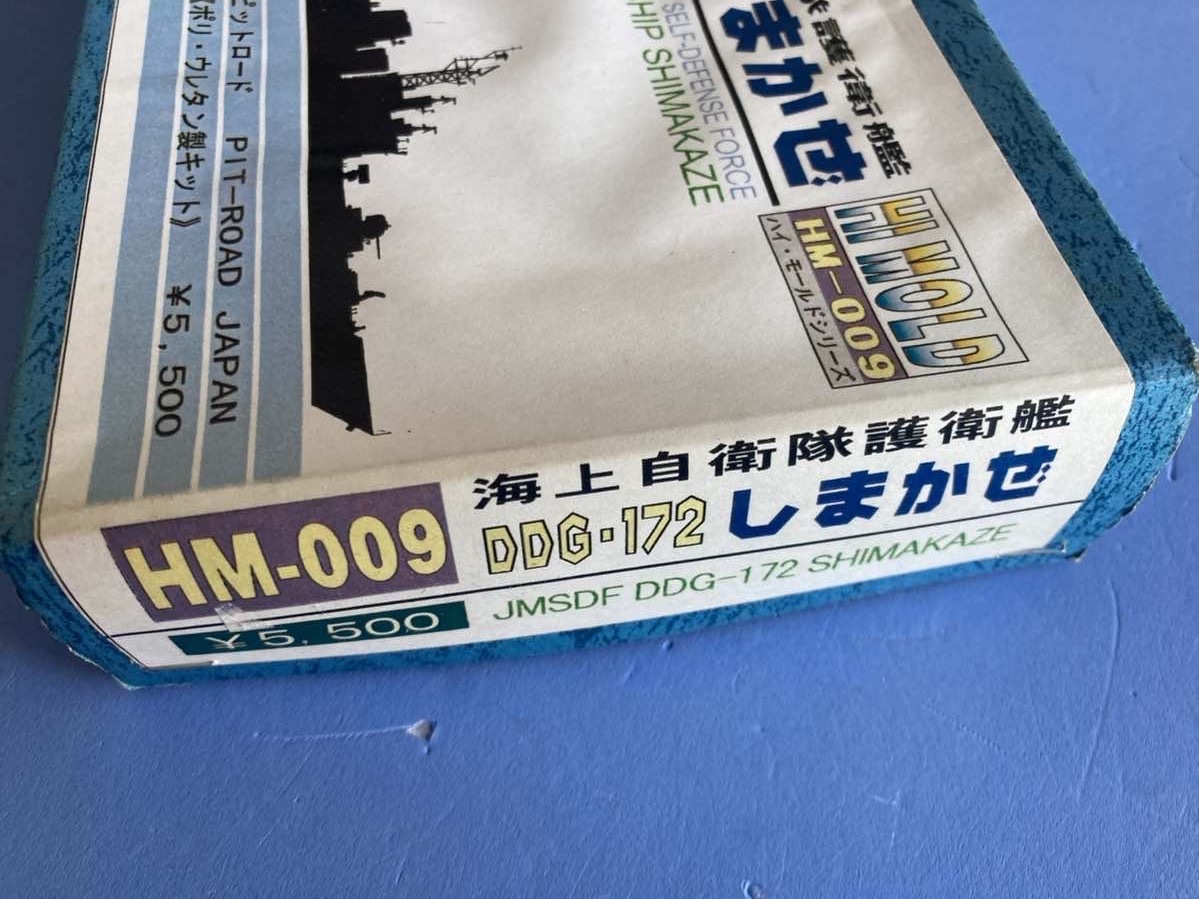 護衛艦
まかぜ
SELF-DEFENSE FORCE
HIP SHIMAKAZE
HI MOLD
HM-009
ハイ・モールドシリーズ
ピットロード PIT-ROAD JAPAN
ポリ・ウレタン製キット》 ¥5,500
HM-009
海上自衛隊護衛艦
DDG・172 しまかぜ
¥5,500
JMSDF DDG-172 SHIMAKAZE